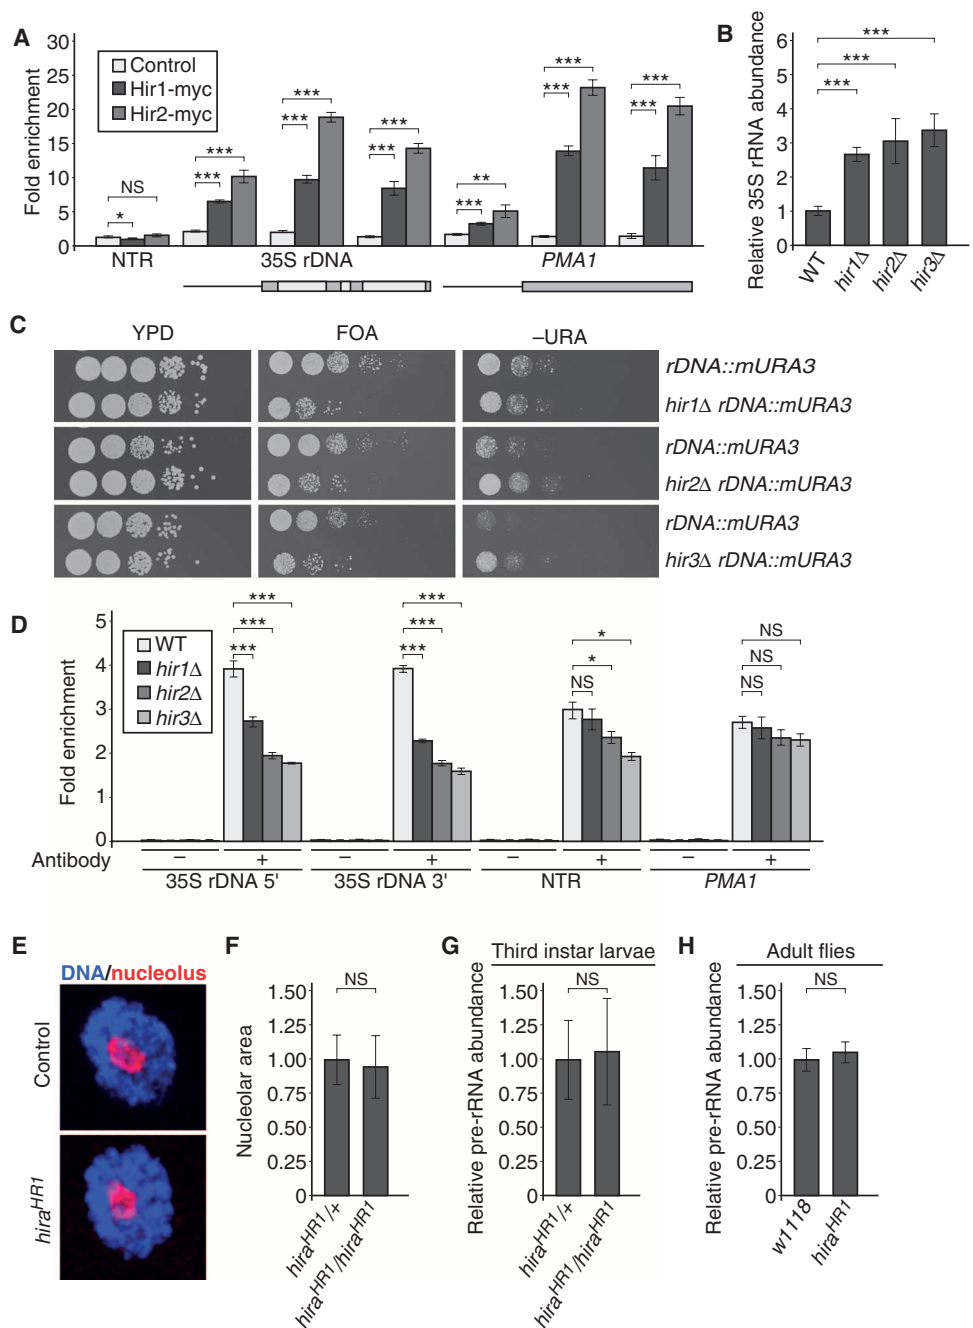 A
Fold enrichment
30
25
20
15
10
5
0
Control
Hir1-myc
Hir2-myc
NS
*
***
***
***
***
***
***
***
**
***
***
***
***
NTR
35S rDNA
PMA1
B
Relative 35S rRNA abundance
6
5
4
3
2
1
0
***
***
***
WT
hir1Δ
hir2Δ
hir3Δ
C
YPD
FOA
–URA
rDNA::mURA3
hir1Δ rDNA::mURA3
rDNA::mURA3
hir2Δ rDNA::mURA3
rDNA::mURA3
hir3Δ rDNA::mURA3
D
Fold enrichment
5
4
3
2
1
0
WT
hir1Δ
hir2Δ
hir3Δ
***
***
***
***
***
***
*
*
NS
NS
NS
NS
Antibody
– + – + – + – +
35S rDNA 5'
35S rDNA 3'
NTR
PMA1
E
DNA/nucleolus
Control
hiraHR1
F
Nucleolar area
1.50
1.25
1.00
0.75
0.50
0.25
0
NS
hiraHR1/+
hiraHR1/hiraHR1
G
Third instar larvae
Relative pre-rRNA abundance
1.50
1.25
1.00
0.75
0.50
0.25
0
NS
hiraHR1/+
hiraHR1/hiraHR1
H
Adult flies
Relative pre-rRNA abundance
1.50
1.25
1.00
0.75
0.50
0.25
0
NS
w1118
hiraHR1